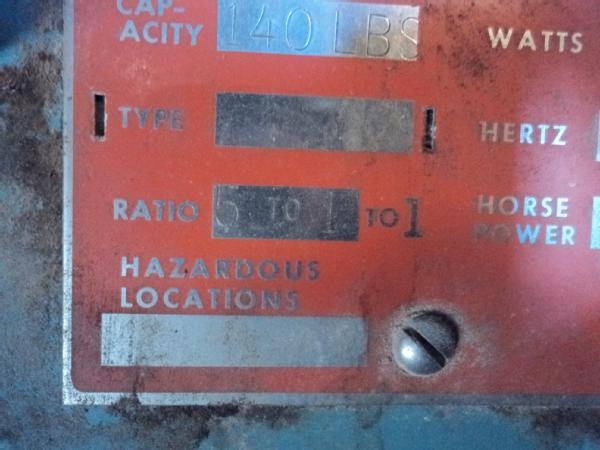 CAP-
ACITY 140 LBS
WATTS
TYPE
HERTZ
RATIO 5 TO 1 TO 1
HORSE
POWER
HAZARDOUS
LOCATIONS